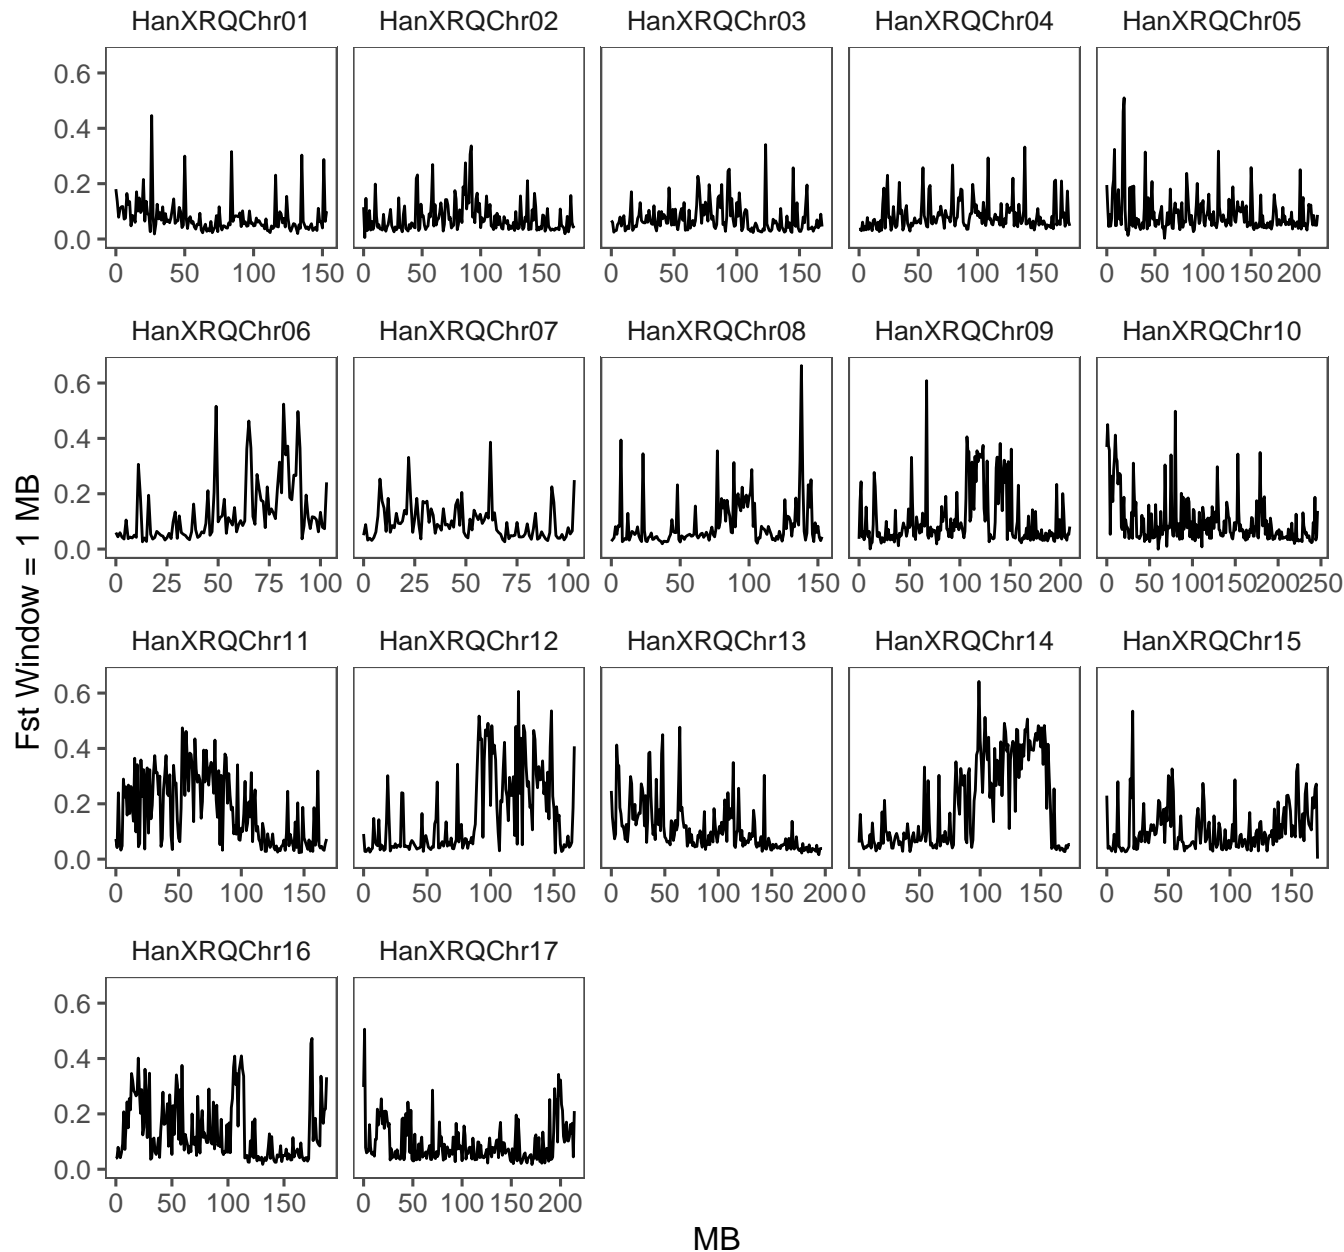 HanXRQChr01 HanXRQChr02 HanXRQChr03 HanXRQChr04 HanXRQChr05
0.6
0.4
0.2
0.0
0 50 100 150 0 50 100 150 0 50 100 150 0 50 100 150 0 50 100 150 200
HanXRQChr06 HanXRQChr07 HanXRQChr08 HanXRQChr09 HanXRQChr10
0.6
0.4
0.2
0.0
0 25 50 75 100 0 25 50 75 100 0 50 100 150 0 50 100 150 200 0 50 100 150 200 250
HanXRQChr11 HanXRQChr12 HanXRQChr13 HanXRQChr14 HanXRQChr15
0.6
0.4
0.2
0.0
0 50 100 150 0 50 100 150 0 50 100 150 200 0 50 100 150 0 50 100 150
HanXRQChr16 HanXRQChr17
0.6
0.4
0.2
0.0
0 50 100 150 0 50 100 150 200
Fst Window = 1 MB
MB